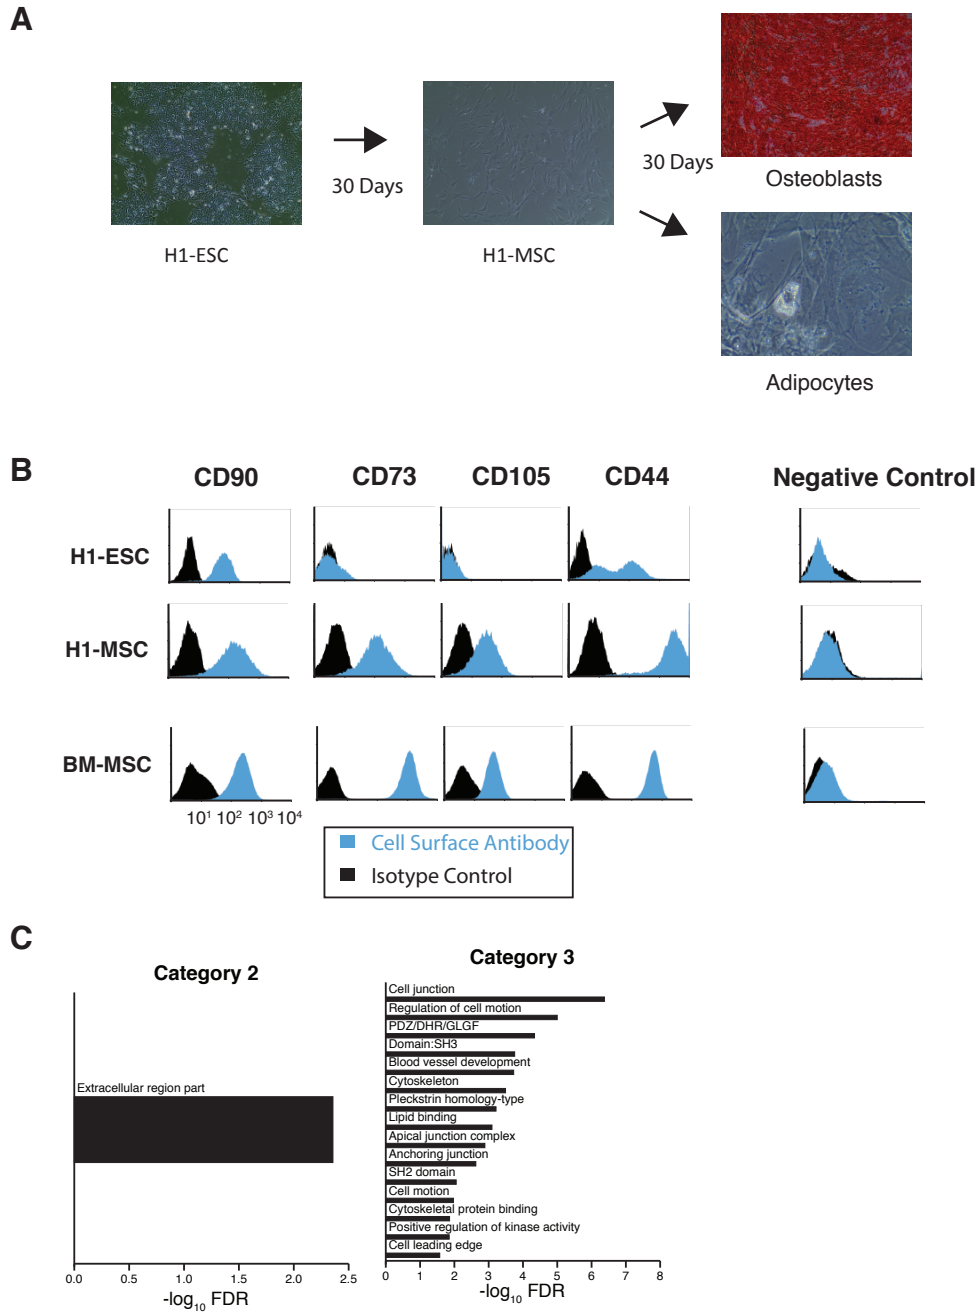 A
30 Days
30 Days
H1-ESC
H1-MSC
Osteoblasts
Adipocytes
B
CD90 CD73 CD105 CD44 Negative Control
H1-ESC
H1-MSC
BM-MSC
10¹ 10² 10³ 10⁴
Cell Surface Antibody
Isotype Control
C
Category 2
Extracellular region part
0.0 0.5 1.0 1.5 2.0 2.5
-log₁₀ FDR
Category 3
Cell junction
Regulation of cell motion
PDZ/DHR/GLGF
Domain:SH3
Blood vessel development
Cytoskeleton
Pleckstrin homology-type
Lipid binding
Apical junction complex
Anchoring junction
SH2 domain
Cell motion
Cytoskeletal protein binding
Positive regulation of kinase activity
Cell leading edge
0 1 2 3 4 5 6 7 8
-log₁₀ FDR